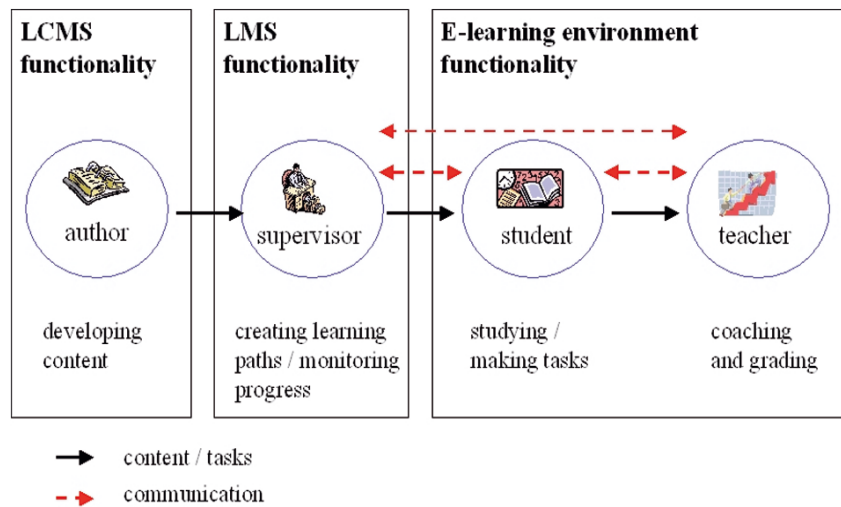 LCMS
functionality
LMS
functionality
E-learning environment
functionality
author
supervisor
student
teacher
developing
content
creating learning
paths / monitoring
progress
studying /
making tasks
coaching
and grading
content / tasks
communication